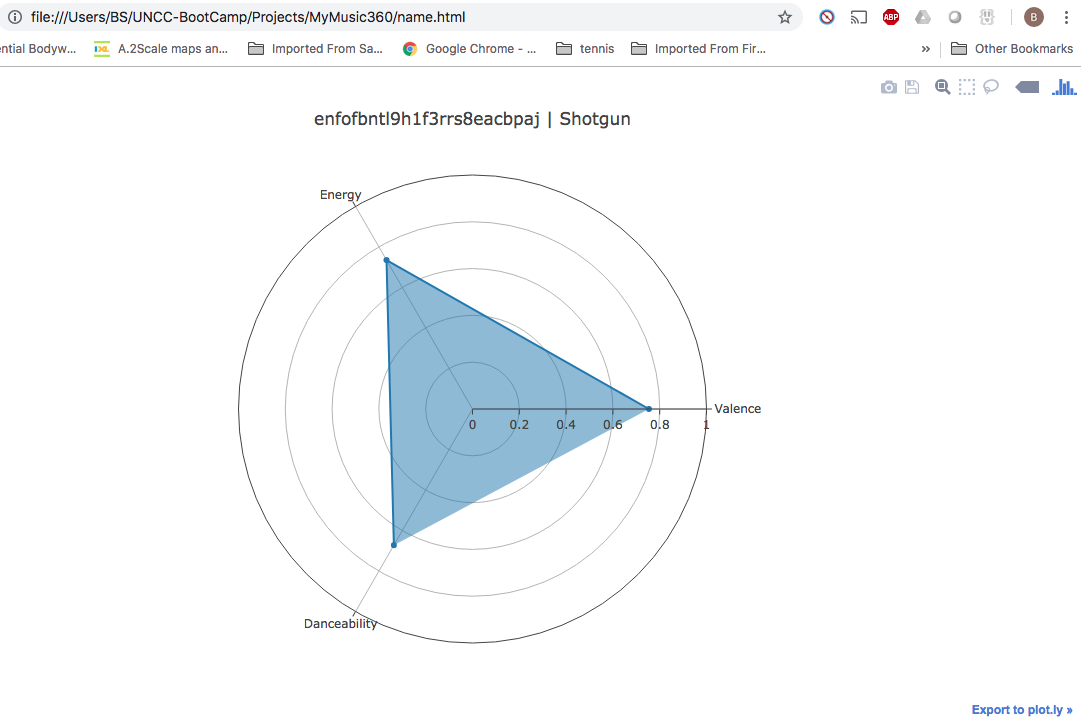 file:///Users/BS/UNCC-BootCamp/Projects/MyMusic360/name.html
ABP
B
ential Bodyw... IXL A.2Scale maps an... Imported From Sa... Google Chrome - ... tennis Imported From Fir... » Other Bookmarks
enfofbntl9h1f3rrs8eacbpaj | Shotgun
Energy
Valence
0 0.2 0.4 0.6 0.8 1
Danceability
Export to plot.ly »